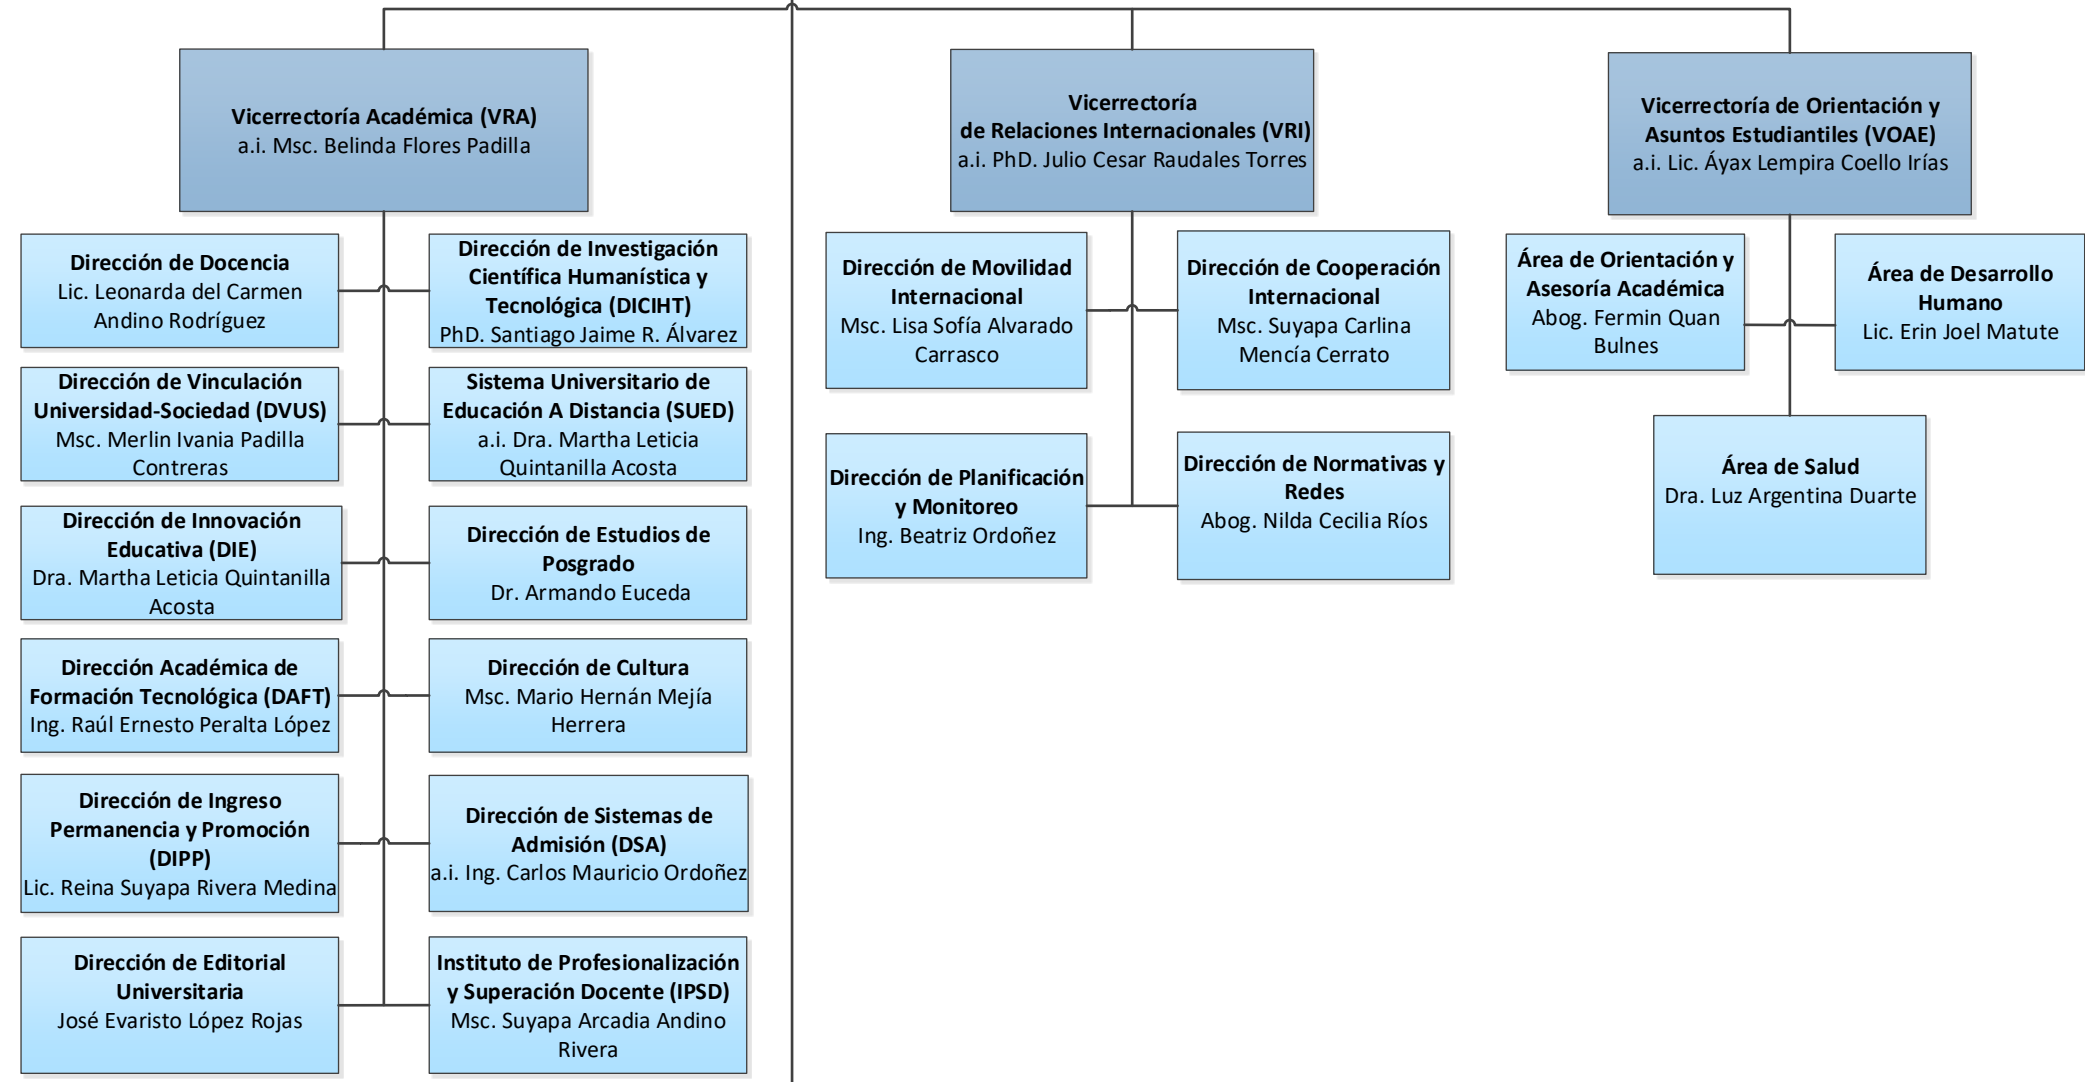 Vicerrectoría Académica (VRA)
a.i. Msc. Belinda Flores Padilla
Vicerrectoría
de Relaciones Internacionales (VRI)
a.i. PhD. Julio Cesar Raudales Torres
Vicerrectoría de Orientación y
Asuntos Estudiantiles (VOAE)
a.i. Lic. Áyax Lempira Coello Irías
Dirección de Docencia
Lic. Leonarda del Carmen
Andino Rodríguez
Dirección de Investigación
Científica Humanística y
Tecnológica (DICIHT)
PhD. Santiago Jaime R. Álvarez
Dirección de Vinculación
Universidad-Sociedad (DVUS)
Msc. Merlin Ivania Padilla
Contreras
Sistema Universitario de
Educación A Distancia (SUED)
a.i. Dra. Martha Leticia
Quintanilla Acosta
Dirección de Innovación
Educativa (DIE)
Dra. Martha Leticia Quintanilla
Acosta
Dirección de Estudios de
Posgrado
Dr. Armando Euceda
Dirección Académica de
Formación Tecnológica (DAFT)
Ing. Raúl Ernesto Peralta López
Dirección de Cultura
Msc. Mario Hernán Mejía
Herrera
Dirección de Ingreso
Permanencia y Promoción
(DIPP)
Lic. Reina Suyapa Rivera Medina
Dirección de Sistemas de
Admisión (DSA)
a.i. Ing. Carlos Mauricio Ordoñez
Dirección de Editorial
Universitaria
José Evaristo López Rojas
Instituto de Profesionalización
y Superación Docente (IPSD)
Msc. Suyapa Arcadia Andino
Rivera
Dirección de Movilidad
Internacional
Msc. Lisa Sofía Alvarado
Carrasco
Dirección de Cooperación
Internacional
Msc. Suyapa Carlina
Mencía Cerrato
Dirección de Planificación
y Monitoreo
Ing. Beatriz Ordoñez
Dirección de Normativas y
Redes
Abog. Nilda Cecilia Ríos
Área de Orientación y
Asesoría Académica
Abog. Fermin Quan
Bulnes
Área de Desarrollo
Humano
Lic. Erin Joel Matute
Área de Salud
Dra. Luz Argentina Duarte